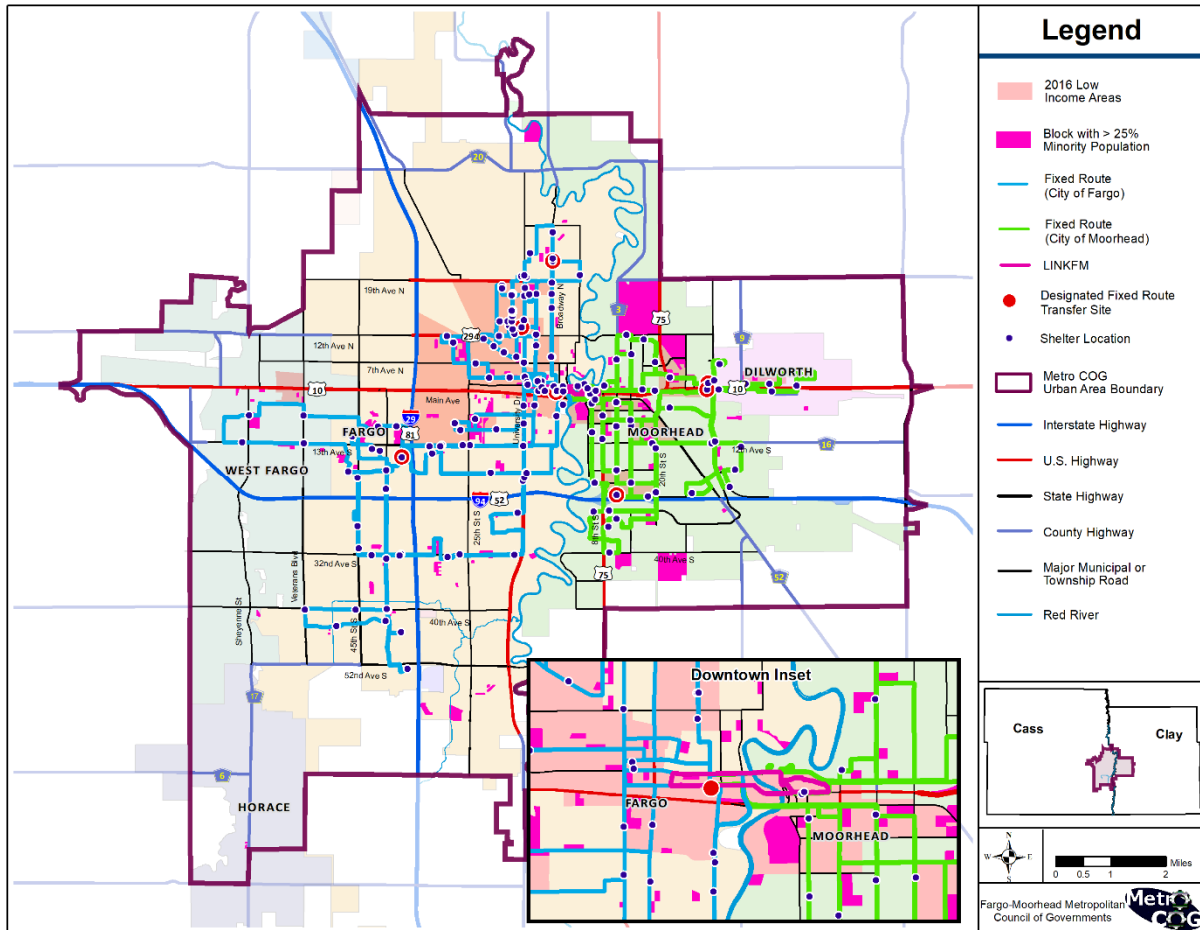 Legend
2016 Low
Income Areas
Block with > 25%
Minority Population
Fixed Route
(City of Fargo)
Fixed Route
(City of Moorhead)
LINKFM
Designated Fixed Route
Transfer Site
Shelter Location
Metro COG
Urban Area Boundary
Interstate Highway
U.S. Highway
State Highway
County Highway
Major Municipal or
Township Road
Red River
20
19th Ave N
Broadway N
3
75
294
12th Ave N
9
7th Ave N
DILWORTH
10
10
Main Ave
University D
29
81
FARGO
MOORHEAD
13th Ave S
12th Ave S
16
WEST FARGO
20th St S
94
52
25th St S
8th St S
32nd Ave S
40th Ave S
75
52
Veterans Blvd
Sheyenne St
45th St S
40th Ave S
52nd Ave S
17
6
HORACE
Downtown Inset
FARGO
MOORHEAD
Cass
Clay
N
W
E
S
0 0.5 1 2
Miles
Fargo-Moorhead Metropolitan
Council of Governments
Metro
COG